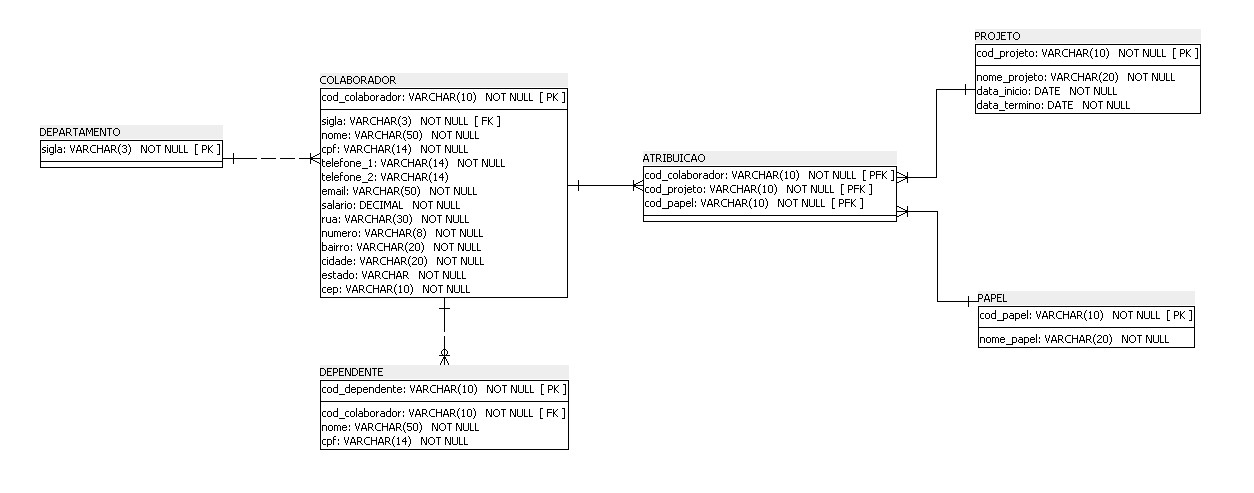 PROJETO
cod_projeto: VARCHAR(10) NOT NULL [ PK ]
nome_projeto: VARCHAR(20) NOT NULL
data_inicio: DATE NOT NULL
data_termino: DATE NOT NULL
COLABORADOR
cod_colaborador: VARCHAR(10) NOT NULL [ PK ]
sigla: VARCHAR(3) NOT NULL [ FK ]
nome: VARCHAR(50) NOT NULL
cpf: VARCHAR(14) NOT NULL
telefone_1: VARCHAR(14) NOT NULL
telefone_2: VARCHAR(14)
email: VARCHAR(50) NOT NULL
salario: DECIMAL NOT NULL
rua: VARCHAR(30) NOT NULL
numero: VARCHAR(8) NOT NULL
bairro: VARCHAR(20) NOT NULL
cidade: VARCHAR(20) NOT NULL
estado: VARCHAR NOT NULL
cep: VARCHAR(10) NOT NULL
DEPARTAMENTO
sigla: VARCHAR(3) NOT NULL [ PK ]
ATRIBUICAO
cod_colaborador: VARCHAR(10) NOT NULL [ PFK ]
cod_projeto: VARCHAR(10) NOT NULL [ PFK ]
cod_papel: VARCHAR(10) NOT NULL [ PFK ]
PAPEL
cod_papel: VARCHAR(10) NOT NULL [ PK ]
nome_papel: VARCHAR(20) NOT NULL
DEPENDENTE
cod_dependente: VARCHAR(10) NOT NULL [ PK ]
cod_colaborador: VARCHAR(10) NOT NULL [ FK ]
nome: VARCHAR(50) NOT NULL
cpf: VARCHAR(14) NOT NULL